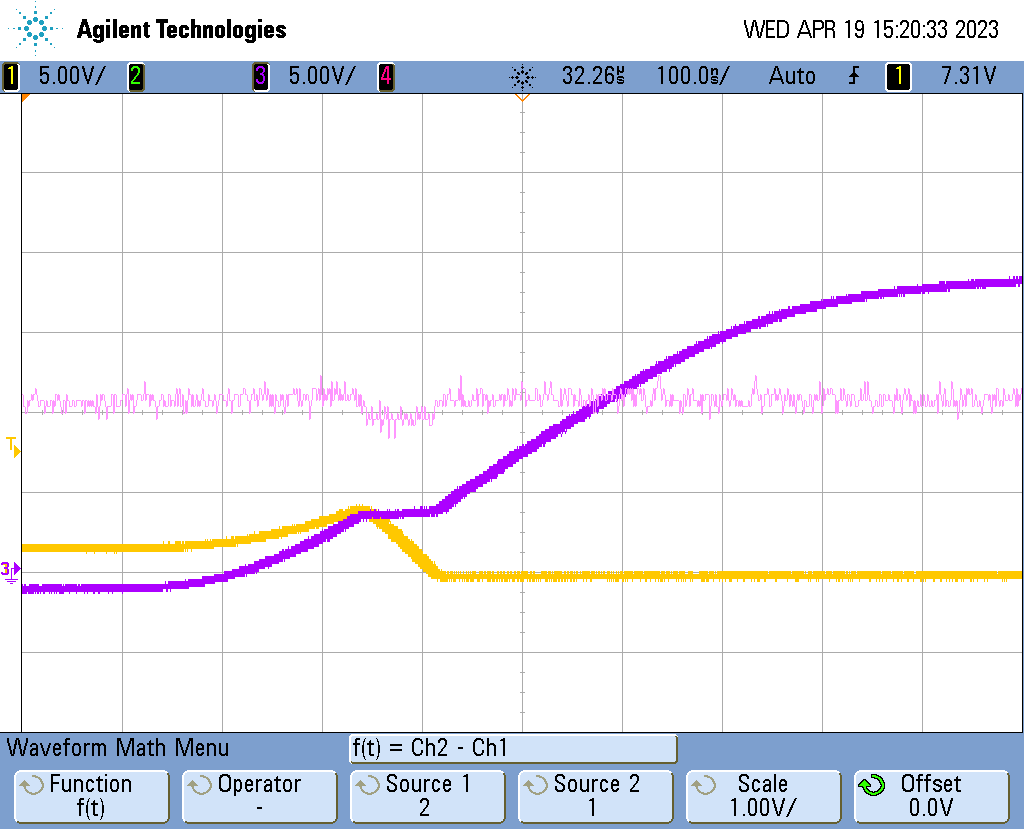 Agilent Technologies
WED APR 19 15:20:33 2023
1 5.00V/ 2 3 5.00V/ 4 32.26µs 100.0ns/ Auto 1 7.31V
T
3
Waveform Math Menu
f(t) = Ch2 - Ch1
Function Operator Source 1 Source 2 Scale Offset
f(t) - 2 1 1.00V/ 0.0V